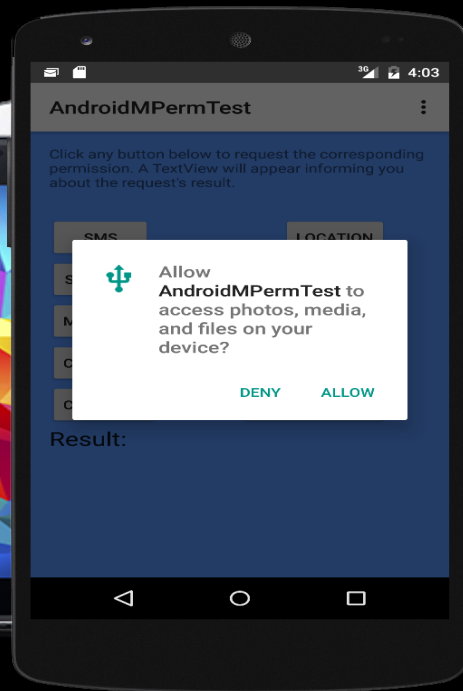 3G 4:03
AndroidMPermTest
Click any button below to request the corresponding
permission. A TextView will appear informing you
about the request's result.
SMS LOCATION
Allow
AndroidMPermTest to
access photos, media,
and files on your
device?
DENY ALLOW
Result: